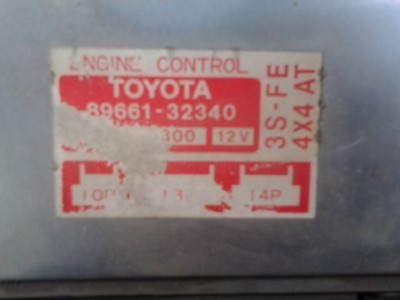 ENGINE CONTROL
TOYOTA
89661-32340
300 12V
14P
3S-FE
4X4 AT